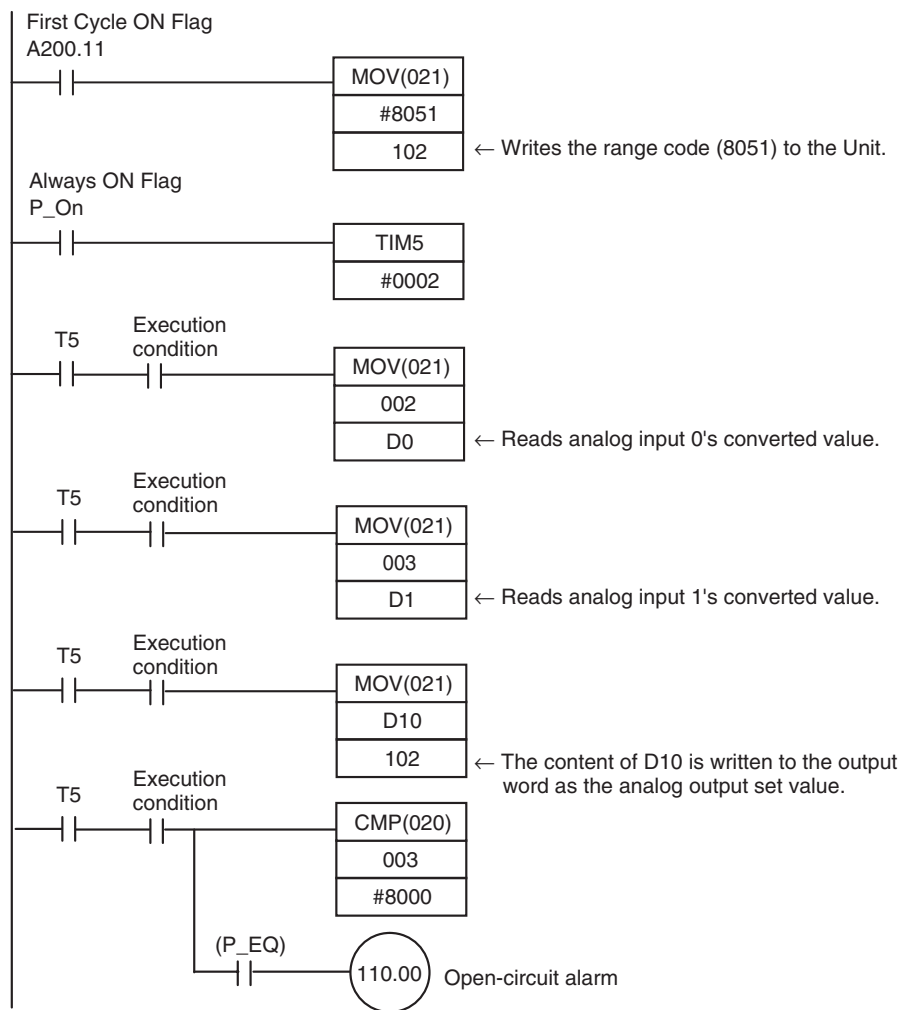 First Cycle ON Flag
A200.11
MOV(021)
#8051
102
← Writes the range code (8051) to the Unit.
Always ON Flag
P_On
TIM5
#0002
T5
Execution
condition
MOV(021)
002
D0
← Reads analog input 0's converted value.
T5
Execution
condition
MOV(021)
003
D1
← Reads analog input 1's converted value.
T5
Execution
condition
MOV(021)
D10
102
← The content of D10 is written to the output
word as the analog output set value.
T5
Execution
condition
CMP(020)
003
#8000
(P_EQ)
110.00
Open-circuit alarm